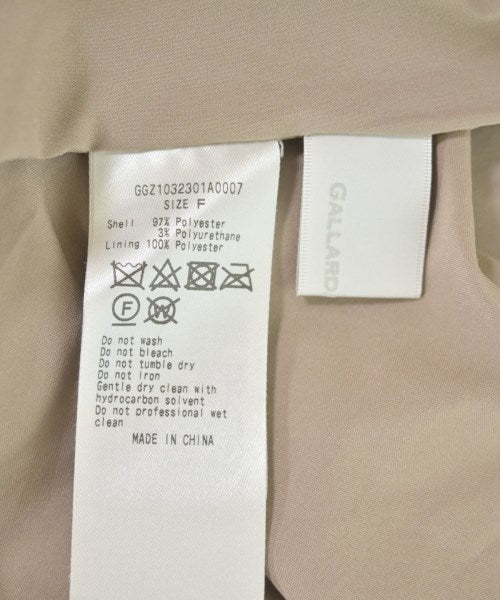 GGZ1032301A0007
SIZE F
Shell 97% Polyester
3% Polyurethane
Lining 100% Polyester
F
W
Do not wash
Do not bleach
Do not tumble dry
Do not iron
Gentle dry clean with
hydrocarbon solvent
Do not professional wet
clean
MADE IN CHINA
GALLARD